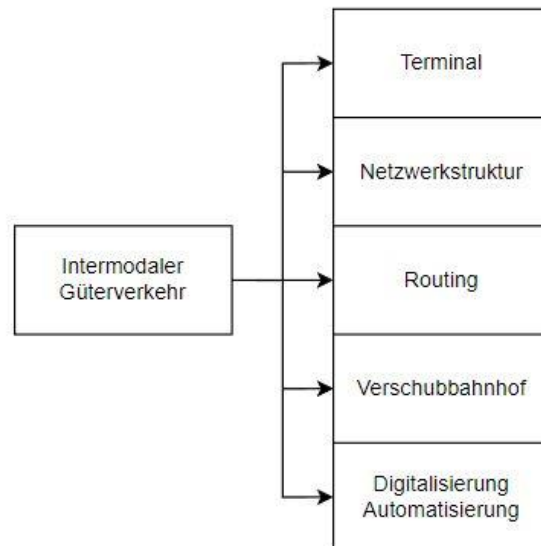 Terminal
Netzwerkstruktur
Intermodaler
Güterverkehr
Routing
Verschubbahnhof
Digitalisierung
Automatisierung